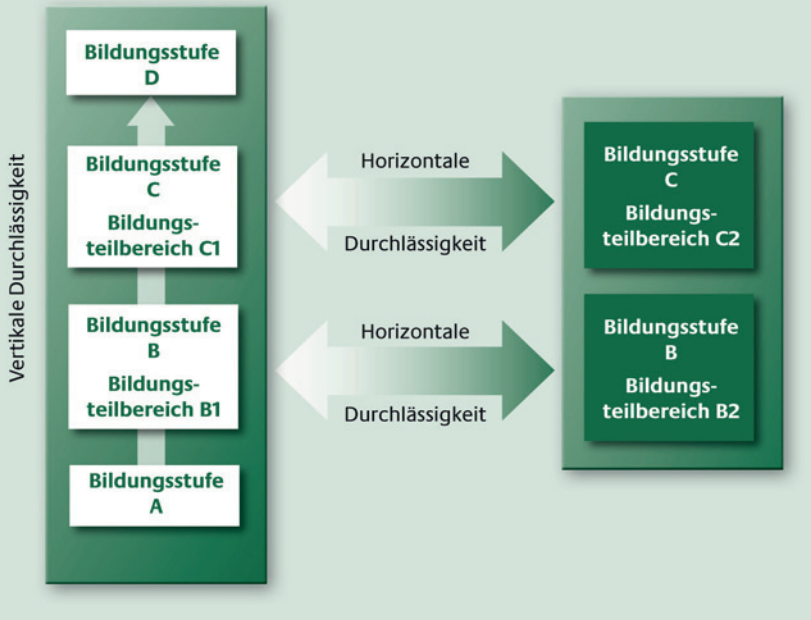 Vertikale Durchlässigkeit
Bildungsstufe
D
Bildungsstufe
C
Bildungs-
teilbereich C1
Bildungsstufe
B
Bildungs-
teilbereich B1
Bildungsstufe
A
Horizontale
Durchlässigkeit
Horizontale
Durchlässigkeit
Bildungsstufe
C
Bildungs-
teilbereich C2
Bildungsstufe
B
Bildungs-
teilbereich B2